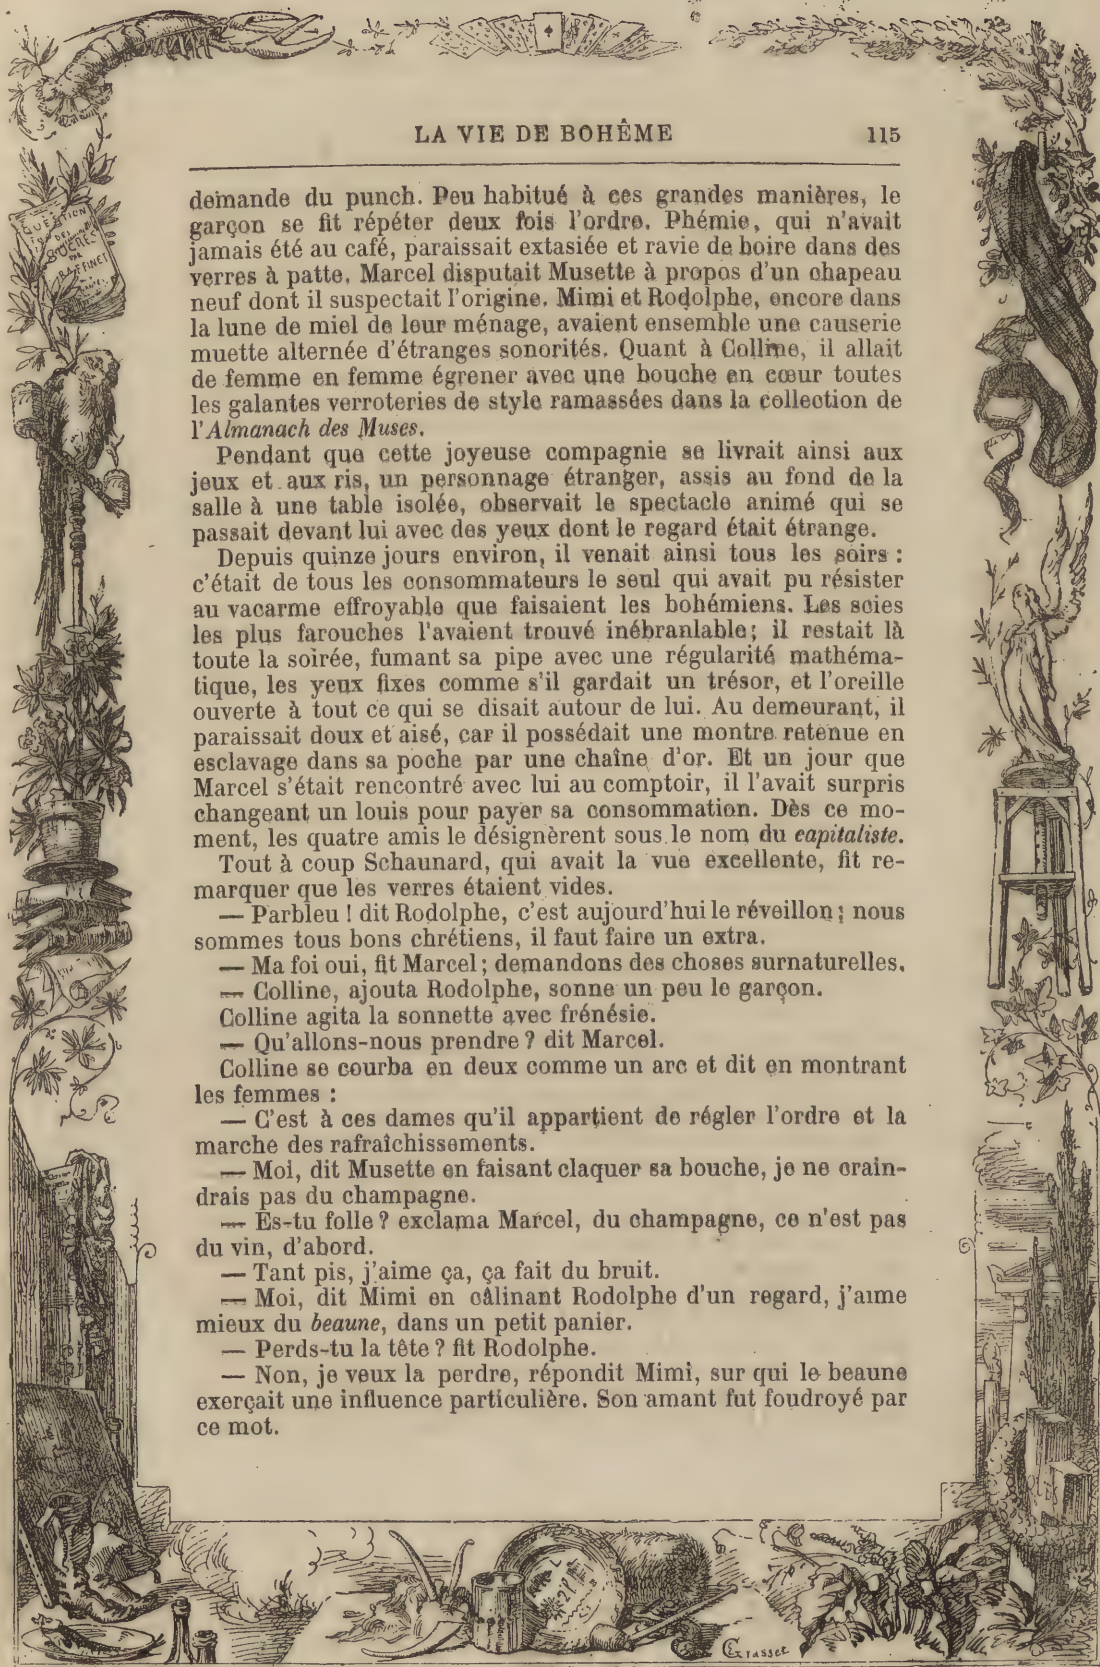 LA VIE DE BOHÊME 115
demande du punch. Peu habitué à ces grandes manières, le
garçon se fit répéter deux fois l'ordre. Phémie, qui n'avait
jamais été au café, paraissait extasiée et ravie de boire dans des
verres à patte. Marcel disputait Musette à propos d'un chapeau
neuf dont il suspectait l'origine. Mimi et Rodolphe, encore dans
la lune de miel de leur ménage, avaient ensemble une causerie
muette alternée d'étranges sonorités. Quant à Colline, il allait
de femme en femme égrener avec une bouche en cœur toutes
les galantes verroteries de style ramassées dans la collection de
l'Almanach des Muses.
Pendant que cette joyeuse compagnie se livrait ainsi aux
jeux et aux ris, un personnage étranger, assis au fond de la
salle à une table isolée, observait le spectacle animé qui se
passait devant lui avec des yeux dont le regard était étrange.
Depuis quinze jours environ, il venait ainsi tous les soirs :
c'était de tous les consommateurs le seul qui avait pu résister
au vacarme effroyable que faisaient les bohémiens. Les scies
les plus farouches l'avaient trouvé inébranlable; il restait là
toute la soirée, fumant sa pipe avec une régularité mathéma-
tique, les yeux fixes comme s'il gardait un trésor, et l'oreille
ouverte à tout ce qui se disait autour de lui. Au demeurant, il
paraissait doux et aisé, car il possédait une montre retenue en
esclavage dans sa poche par une chaîne d'or. Et un jour que
Marcel s'était rencontré avec lui au comptoir, il l'avait surpris
changeant un louis pour payer sa consommation. Dès ce mo-
ment, les quatre amis le désignèrent sous le nom du capitaliste.
Tout à coup Schaunard, qui avait la vue excellente, fit re-
marquer que les verres étaient vides.
— Parbleu ! dit Rodolphe, c'est aujourd'hui le réveillon; nous
sommes tous bons chrétiens, il faut faire un extra.
— Ma foi oui, fit Marcel; demandons des choses surnaturelles.
— Colline, ajouta Rodolphe, sonne un peu le garçon.
Colline agita la sonnette avec frénésie.
— Qu'allons-nous prendre ? dit Marcel.
Colline se courba en deux comme un arc et dit en montrant
les femmes :
— C'est à ces dames qu'il appartient de régler l'ordre et la
marche des rafraîchissements.
— Moi, dit Musette en faisant claquer sa bouche, je ne crain-
drais pas du champagne.
— Es-tu folle ? exclama Marcel, du champagne, ce n'est pas
du vin, d'abord.
— Tant pis, j'aime ça, ça fait du bruit.
— Moi, dit Mimi en câlinant Rodolphe d'un regard, j'aime
mieux du beaune, dans un petit panier.
— Perds-tu la tête ? fit Rodolphe.
— Non, je veux la perdre, répondit Mimi, sur qui le beaune
exerçait une influence particulière. Son amant fut foudroyé par
ce mot.
QUESTION
DES
SUCRES
PAR
RAFFINET
Grasset